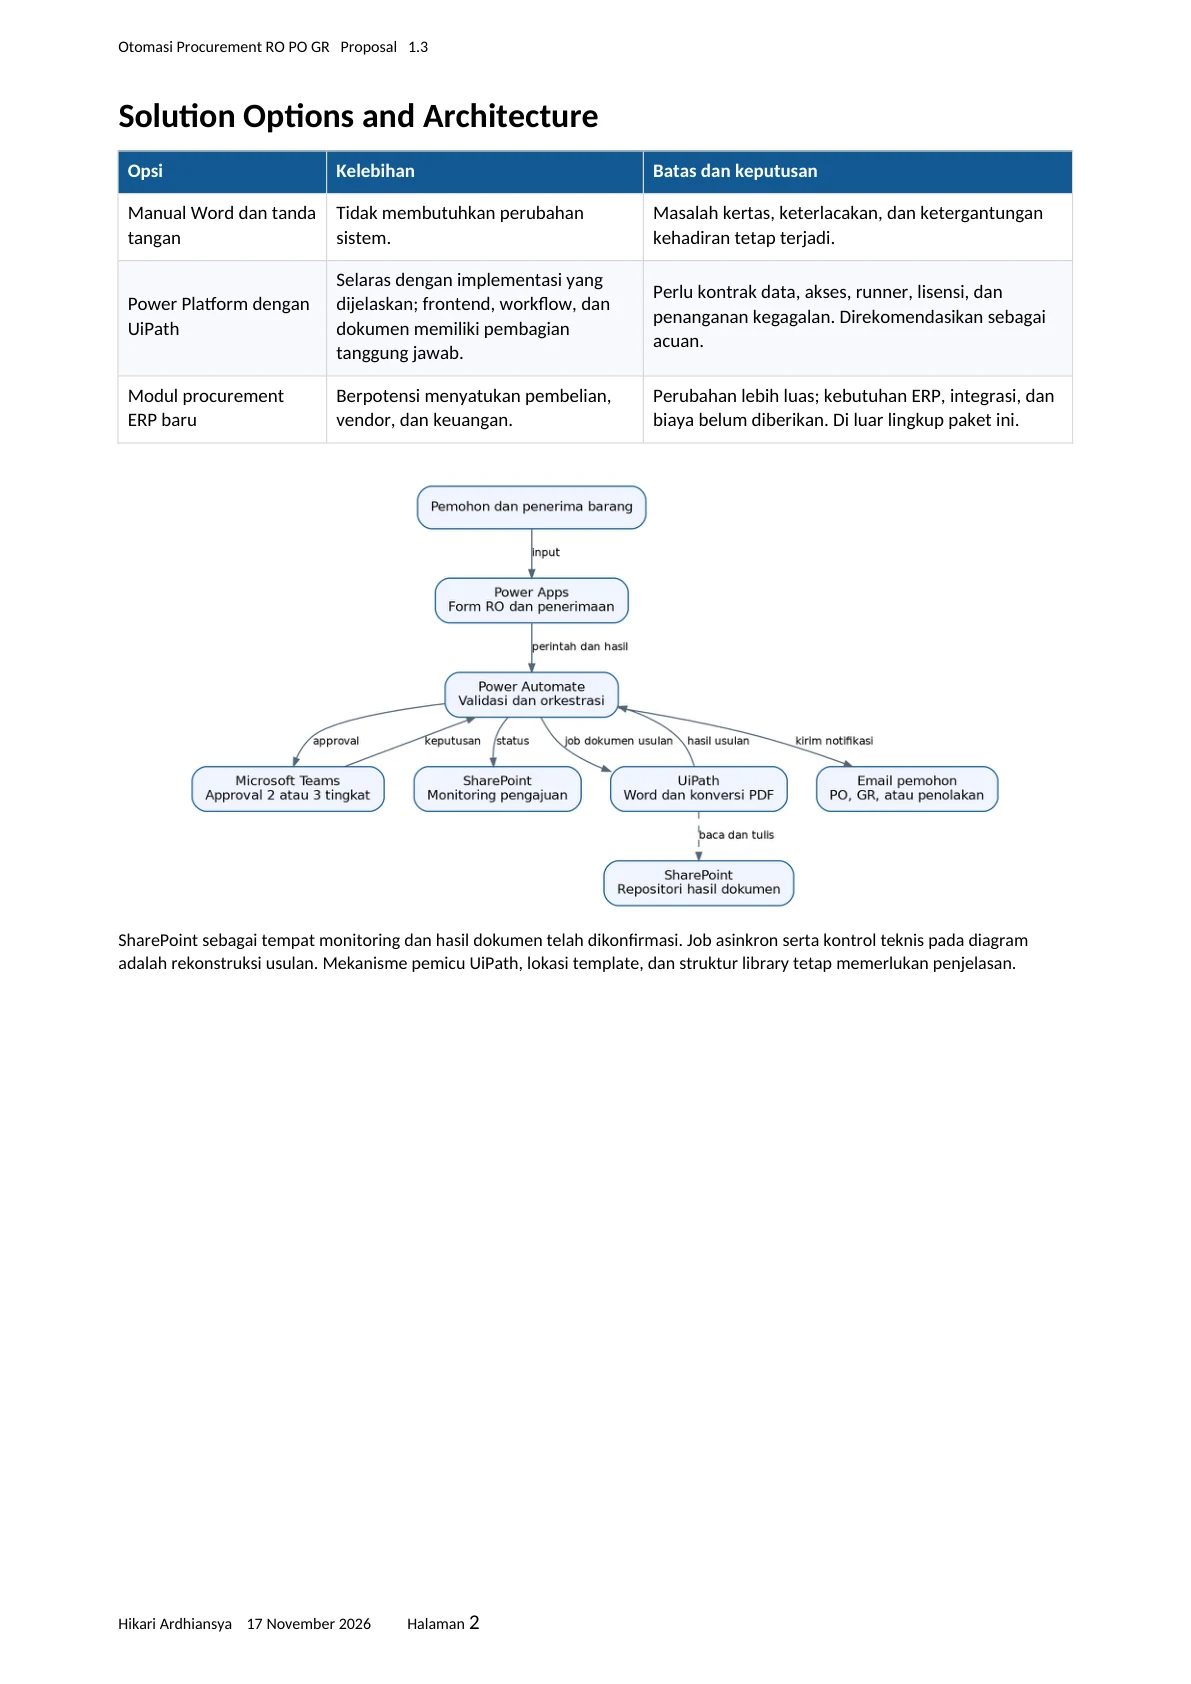 Otomasi Procurement RO PO GR   Proposal   1.3
Solution Options and Architecture
Opsi
Kelebihan
Batas dan keputusan
Manual Word dan tanda
tangan
Tidak membutuhkan perubahan
sistem.
Masalah kertas, keterlacakan, dan ketergantungan
kehadiran tetap terjadi.
Power Platform dengan
UiPath
Selaras dengan implementasi yang
dijelaskan; frontend, workflow, dan
dokumen memiliki pembagian
tanggung jawab.
Perlu kontrak data, akses, runner, lisensi, dan
penanganan kegagalan. Direkomendasikan sebagai
acuan.
Modul procurement
ERP baru
Berpotensi menyatukan pembelian,
vendor, dan keuangan.
Perubahan lebih luas; kebutuhan ERP, integrasi, dan
biaya belum diberikan. Di luar lingkup paket ini.
Pemohon dan penerima barang
input
Power Apps
Form RO dan penerimaan
perintah dan hasil
Power Automate
Validasi dan orkestrasi
approval
keputusan
status
job dokumen usulan
hasil usulan
kirim notifikasi
Microsoft Teams
Approval 2 atau 3 tingkat
SharePoint
Monitoring pengajuan
UiPath
Word dan konversi PDF
Email pemohon
PO, GR, atau penolakan
baca dan tulis
SharePoint
Repositori hasil dokumen
SharePoint sebagai tempat monitoring dan hasil dokumen telah dikonfirmasi. Job asinkron serta kontrol teknis pada diagram
adalah rekonstruksi usulan. Mekanisme pemicu UiPath, lokasi template, dan struktur library tetap memerlukan penjelasan.
Hikari Ardhiansya   17 November 2026   Halaman 2